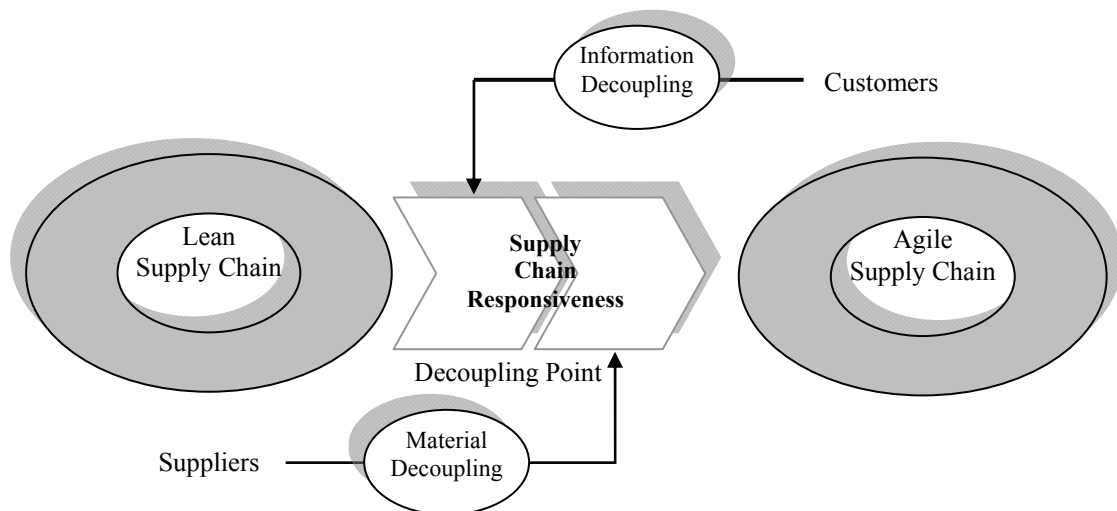 Information
Decoupling
Customers
Lean
Supply Chain
Supply
Chain
Responsiveness
Agile
Supply Chain
Decoupling Point
Suppliers
Material
Decoupling